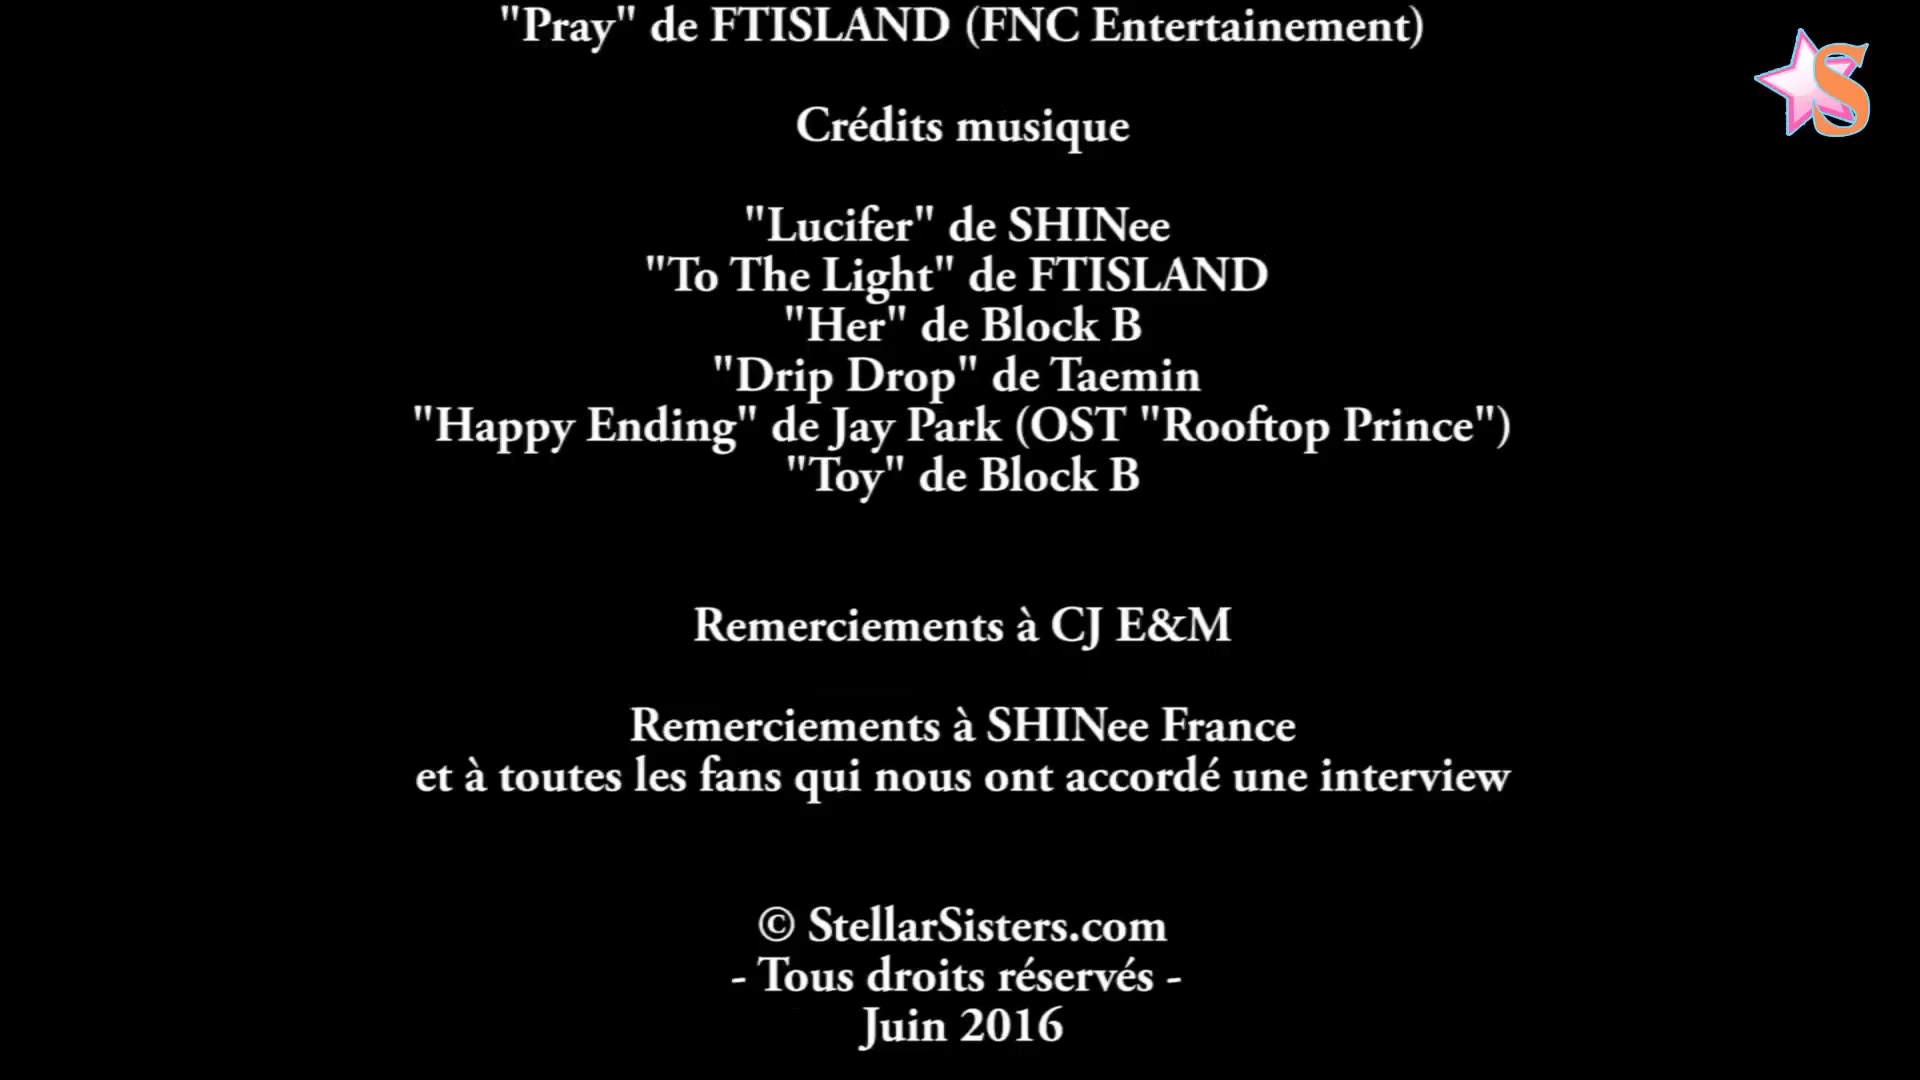 "Pray" de FTISLAND (FNC Entertainement)
Crédits musique
"Lucifer" de SHINee
"To The Light" de FTISLAND
"Her" de Block B
"Drip Drop" de Taemin
"Happy Ending" de Jay Park (OST "Rooftop Prince")
"Toy" de Block B
Remerciements à CJ E&M
Remerciements à SHINee France
et à toutes les fans qui nous ont accordé une interview
© StellarSisters.com
- Tous droits réservés -
Juin 2016
S